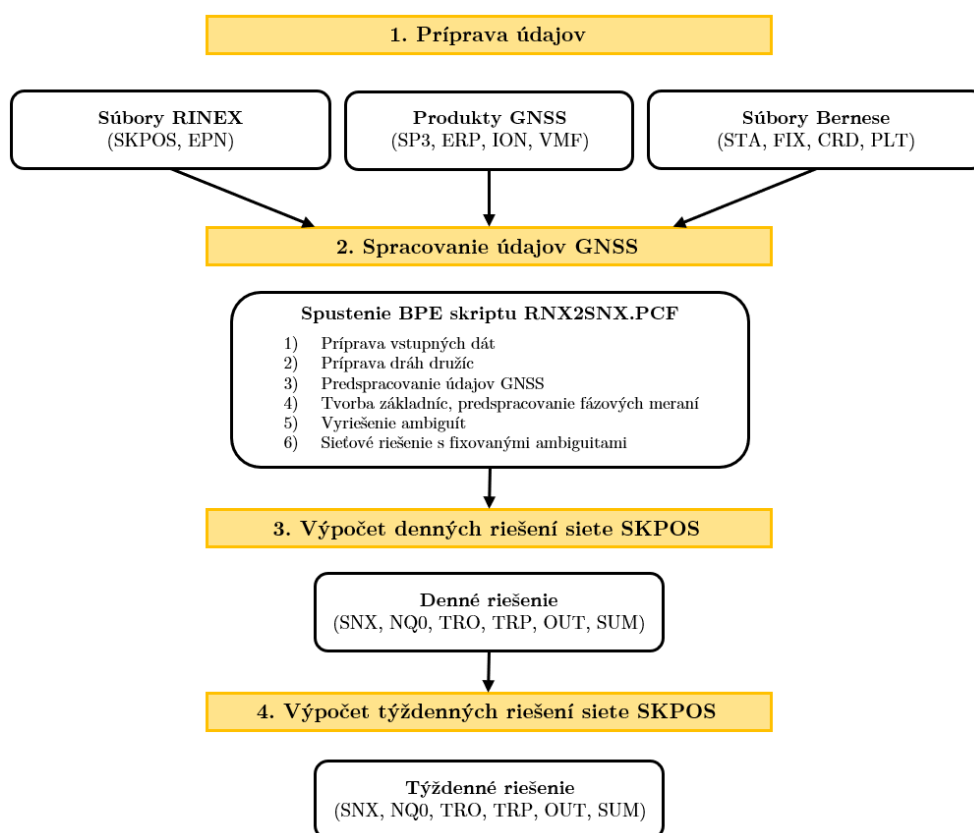 1. Príprava údajov
Súbory RINEX
(SKPOS, EPN)
Produkty GNSS
(SP3, ERP, ION, VMF)
Súbory Bernese
(STA, FIX, CRD, PLT)
2. Spracovanie údajov GNSS
Spustenie BPE skriptu RNX2SNX.PCF
1) Príprava vstupných dát
2) Príprava dráh družíc
3) Predspracovanie údajov GNSS
4) Tvorba základníc, predspracovanie fázových meraní
5) Vyriešenie ambiguít
6) Sieťové riešenie s fixovanými ambiguitami
3. Výpočet denných riešení siete SKPOS
Denné riešenie
(SNX, NQ0, TRO, TRP, OUT, SUM)
4. Výpočet týždenných riešení siete SKPOS
Týždenné riešenie
(SNX, NQ0, TRO, TRP, OUT, SUM)